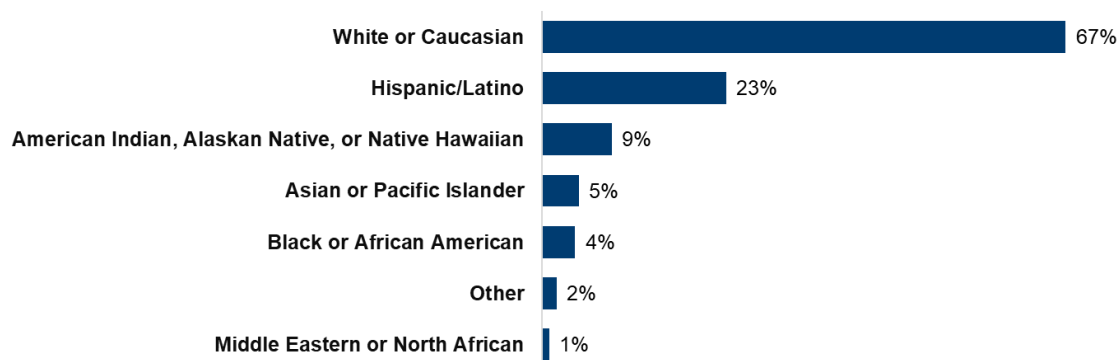 White or Caucasian 67%
Hispanic/Latino 23%
American Indian, Alaskan Native, or Native Hawaiian 9%
Asian or Pacific Islander 5%
Black or African American 4%
Other 2%
Middle Eastern or North African 1%